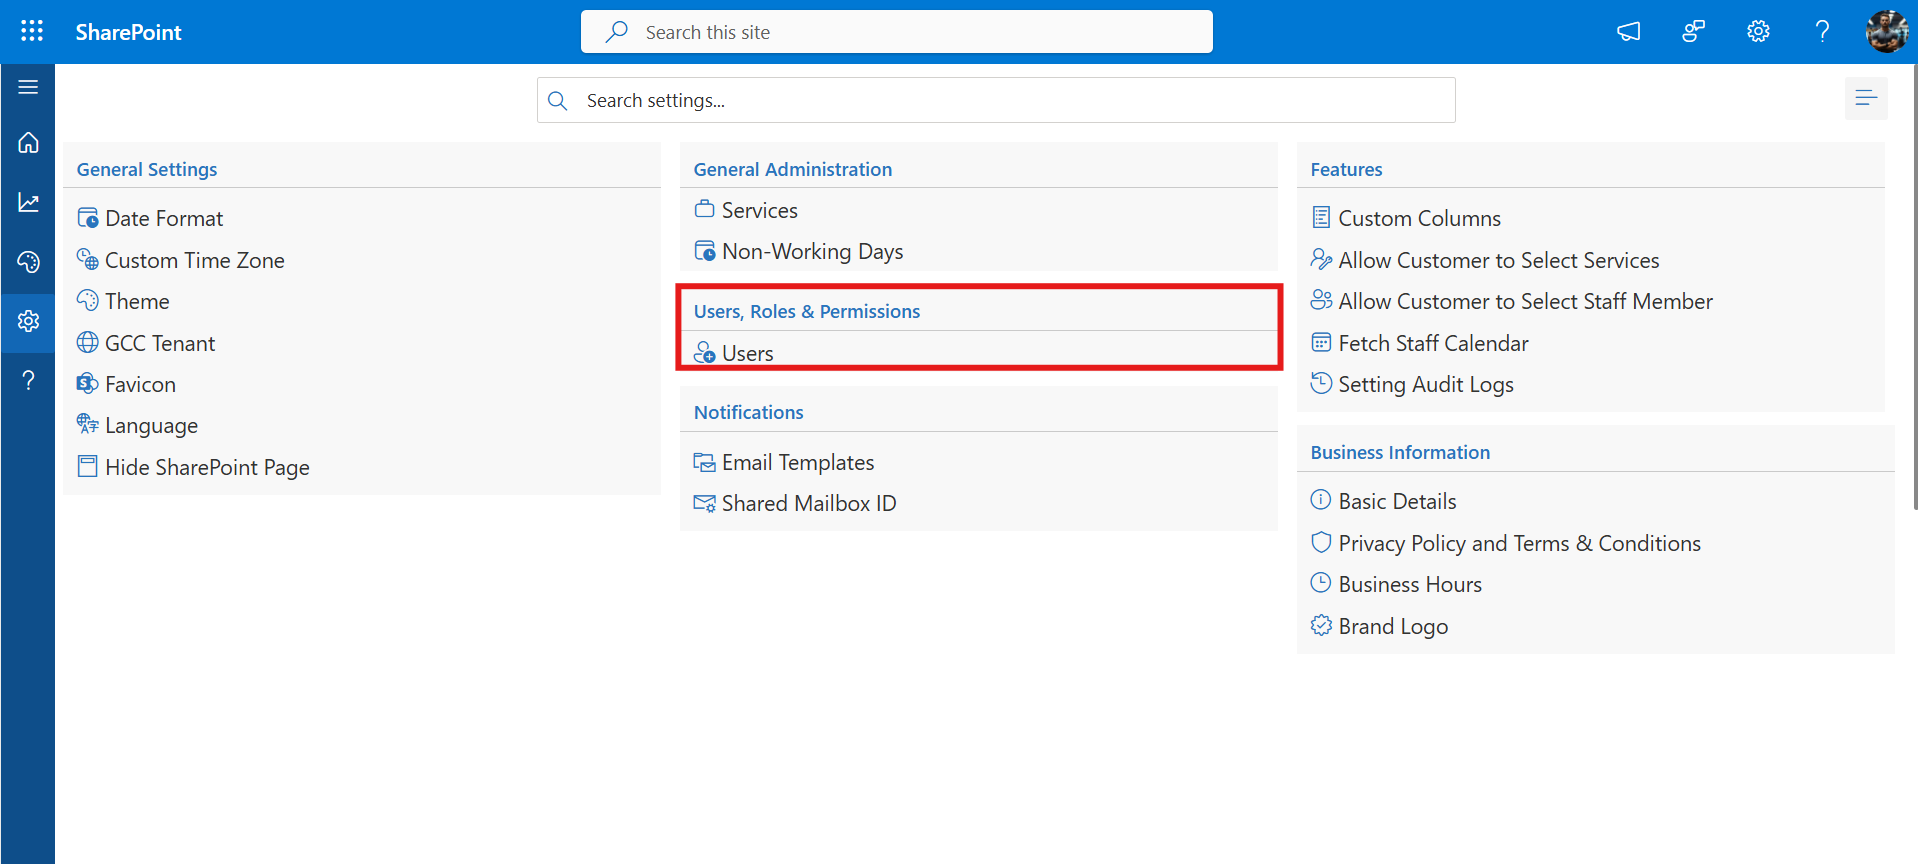 SharePoint
Search this site
Search settings...
General Settings
Date Format
Custom Time Zone
Theme
GCC Tenant
Favicon
Language
Hide SharePoint Page
General Administration
Services
Non-Working Days
Users, Roles & Permissions
Users
Notifications
Email Templates
Shared Mailbox ID
Features
Custom Columns
Allow Customer to Select Services
Allow Customer to Select Staff Member
Fetch Staff Calendar
Setting Audit Logs
Business Information
Basic Details
Privacy Policy and Terms & Conditions
Business Hours
Brand Logo